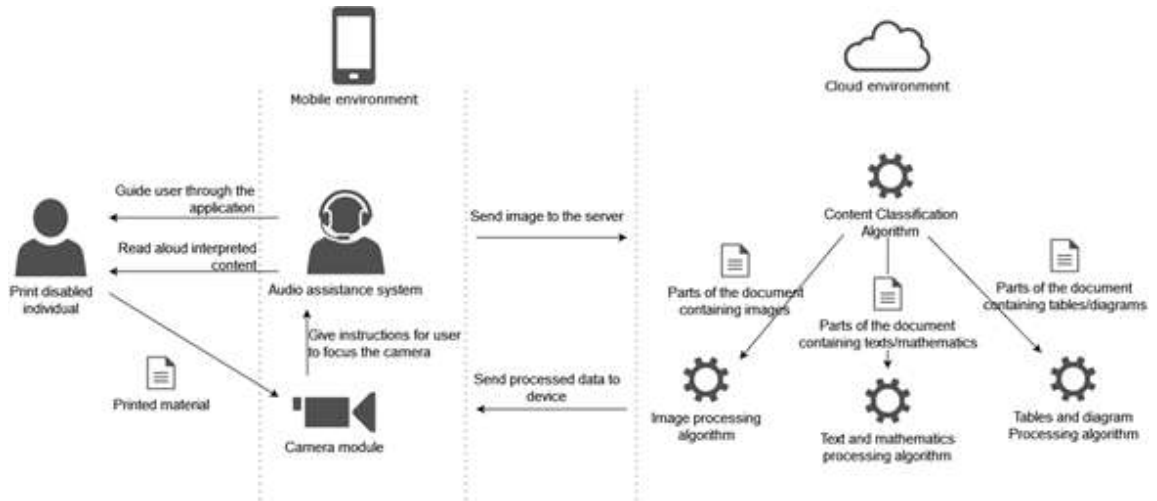 Mobile environment
Cloud environment
Guide user through the
application
Read aloud interpreted
content
Print disabled
individual
Audio assistance system
Give instructions for user
to focus the camera
Printed material
Camera module
Send image to the server
Send processed data to
device
Content Classification
Algorithm
Parts of the document
containing images
Parts of the document
containing texts/mathematics
Parts of the document
containing tables/diagrams
Image processing
algorithm
Text and mathematics
processing algorithm
Tables and diagram
Processing algorithm